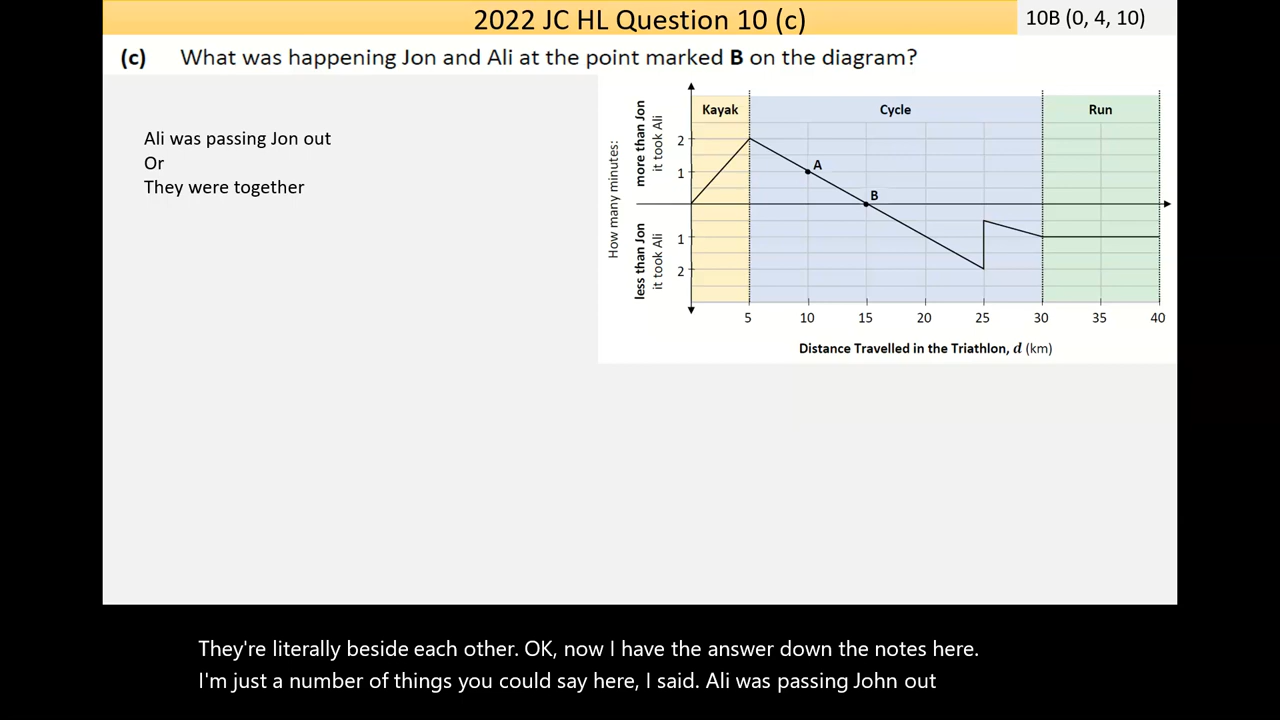 2022 JC HL Question 10 (c)
10B (0, 4, 10)
(c) What was happening Jon and Ali at the point marked B on the diagram?
Ali was passing Jon out
Or
They were together
How many minutes:
more than Jon
it took Ali
less than Jon
it took Ali
Kayak
Cycle
Run
2
1
1
2
A
B
5 10 15 20 25 30 35 40
Distance Travelled in the Triathlon, d (km)
They're literally beside each other. OK, now I have the answer down the notes here.
I'm just a number of things you could say here, I said. Ali was passing John out